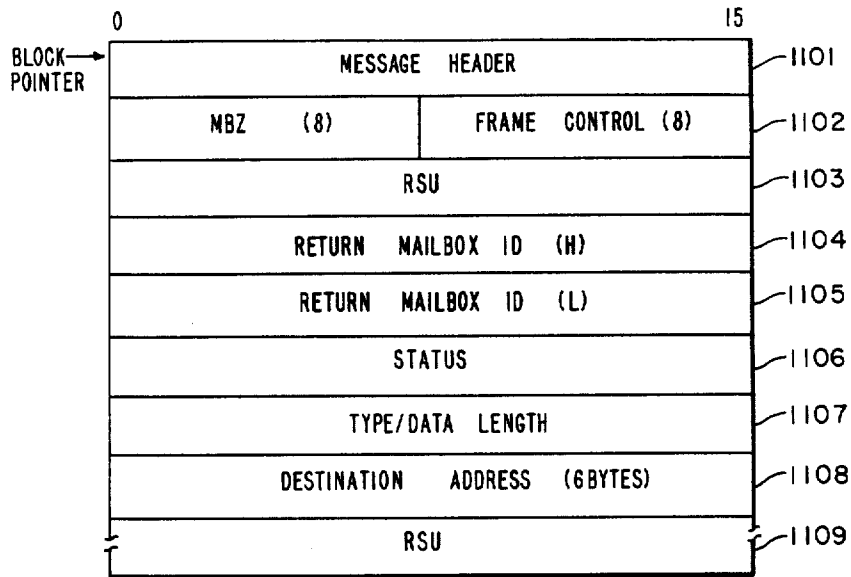 0 15
BLOCK POINTER
MESSAGE HEADER 1101
MBZ (8) FRAME CONTROL (8) 1102
RSU 1103
RETURN MAILBOX ID (H) 1104
RETURN MAILBOX ID (L) 1105
STATUS 1106
TYPE/DATA LENGTH 1107
DESTINATION ADDRESS (6BYTES) 1108
RSU 1109